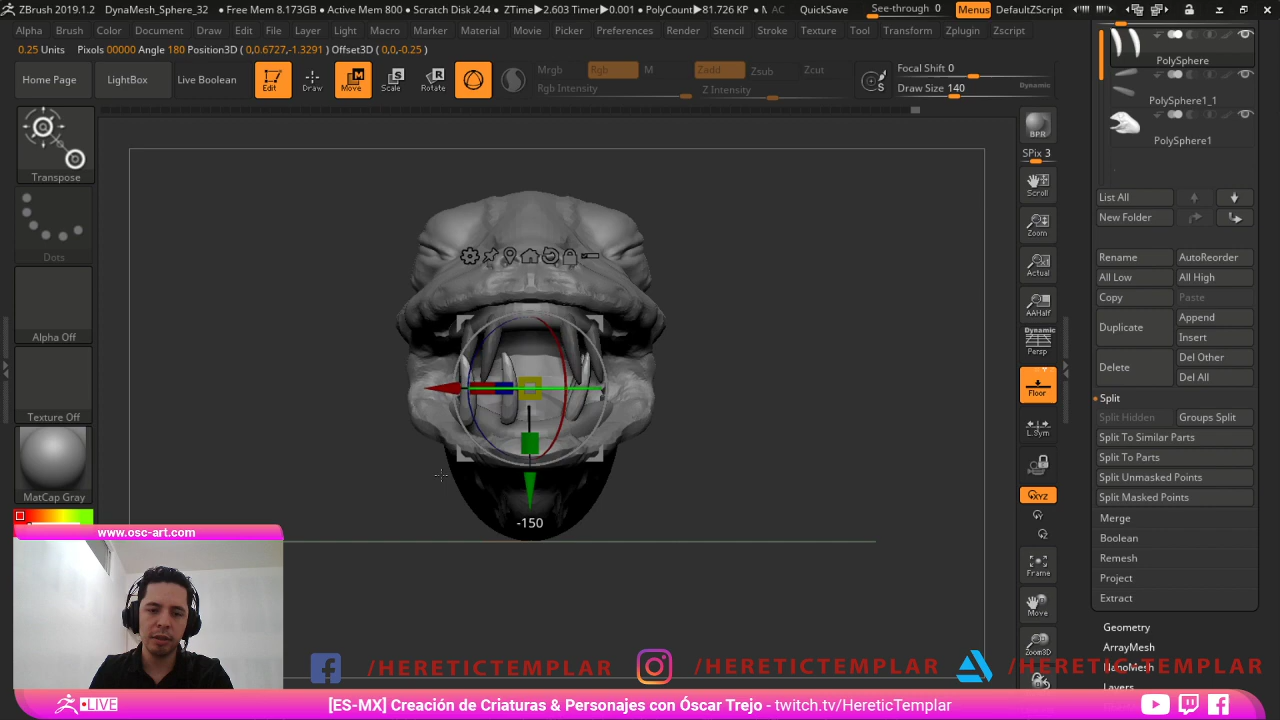 ZBrush 2019.1.2 - DynaMesh_Sphere_32 ● Free Mem 8.173GB ● Active Mem 800 ● Scratch Disk 244 ● ZTime▸2.603 Timer▸0.001 ● PolyCount▸81.726 KP ● M AC QuickSave See-through 0 Menus DefaultZScript
Alpha Brush Color Document Draw Edit File Layer Light Macro Marker Material Movie Picker Preferences Render Stencil Stroke Texture Tool Transform Zplugin Zscript
0.25 Units Pixols 00000 Angle 180 Position3D ( 0,0.6727,-1.3291 ) Offset3D ( 0,0,-0.25 )
Home Page LightBox Live Boolean Edit Draw Move Scale Rotate
Mrgb Rgb M Zadd Zsub Zcut
Rgb Intensity Z Intensity
Focal Shift 0
Draw Size 140 Dynamic
S
Transpose
Dots
Alpha Off
Texture Off
MatCap Gray
-150
BPR
SPix 3
Scroll
Zoom
Actual
AAHalf
Dynamic
Persp
Floor
L.Sym
XYZ
Y
Z
Frame
Move
Zoom3D
PolySphere
PolySphere1_1
PolySphere1
List All
New Folder
Rename AutoReorder
All Low All High
Copy Paste
Duplicate Append
Insert
Delete Del Other
Del All
Split
Split Hidden Groups Split
Split To Similar Parts
Split To Parts
Split Unmasked Points
Split Masked Points
Merge
Boolean
Remesh
Project
Extract
Geometry
ArrayMesh
NanoMesh
Layers
www.osc-art.com
/HERETICTEMPLAR /HERETICTEMPLAR /HERETIC-TEMPLAR
LIVE [ES-MX] Creación de Criaturas & Personajes con Óscar Trejo - twitch.tv/HereticTemplar